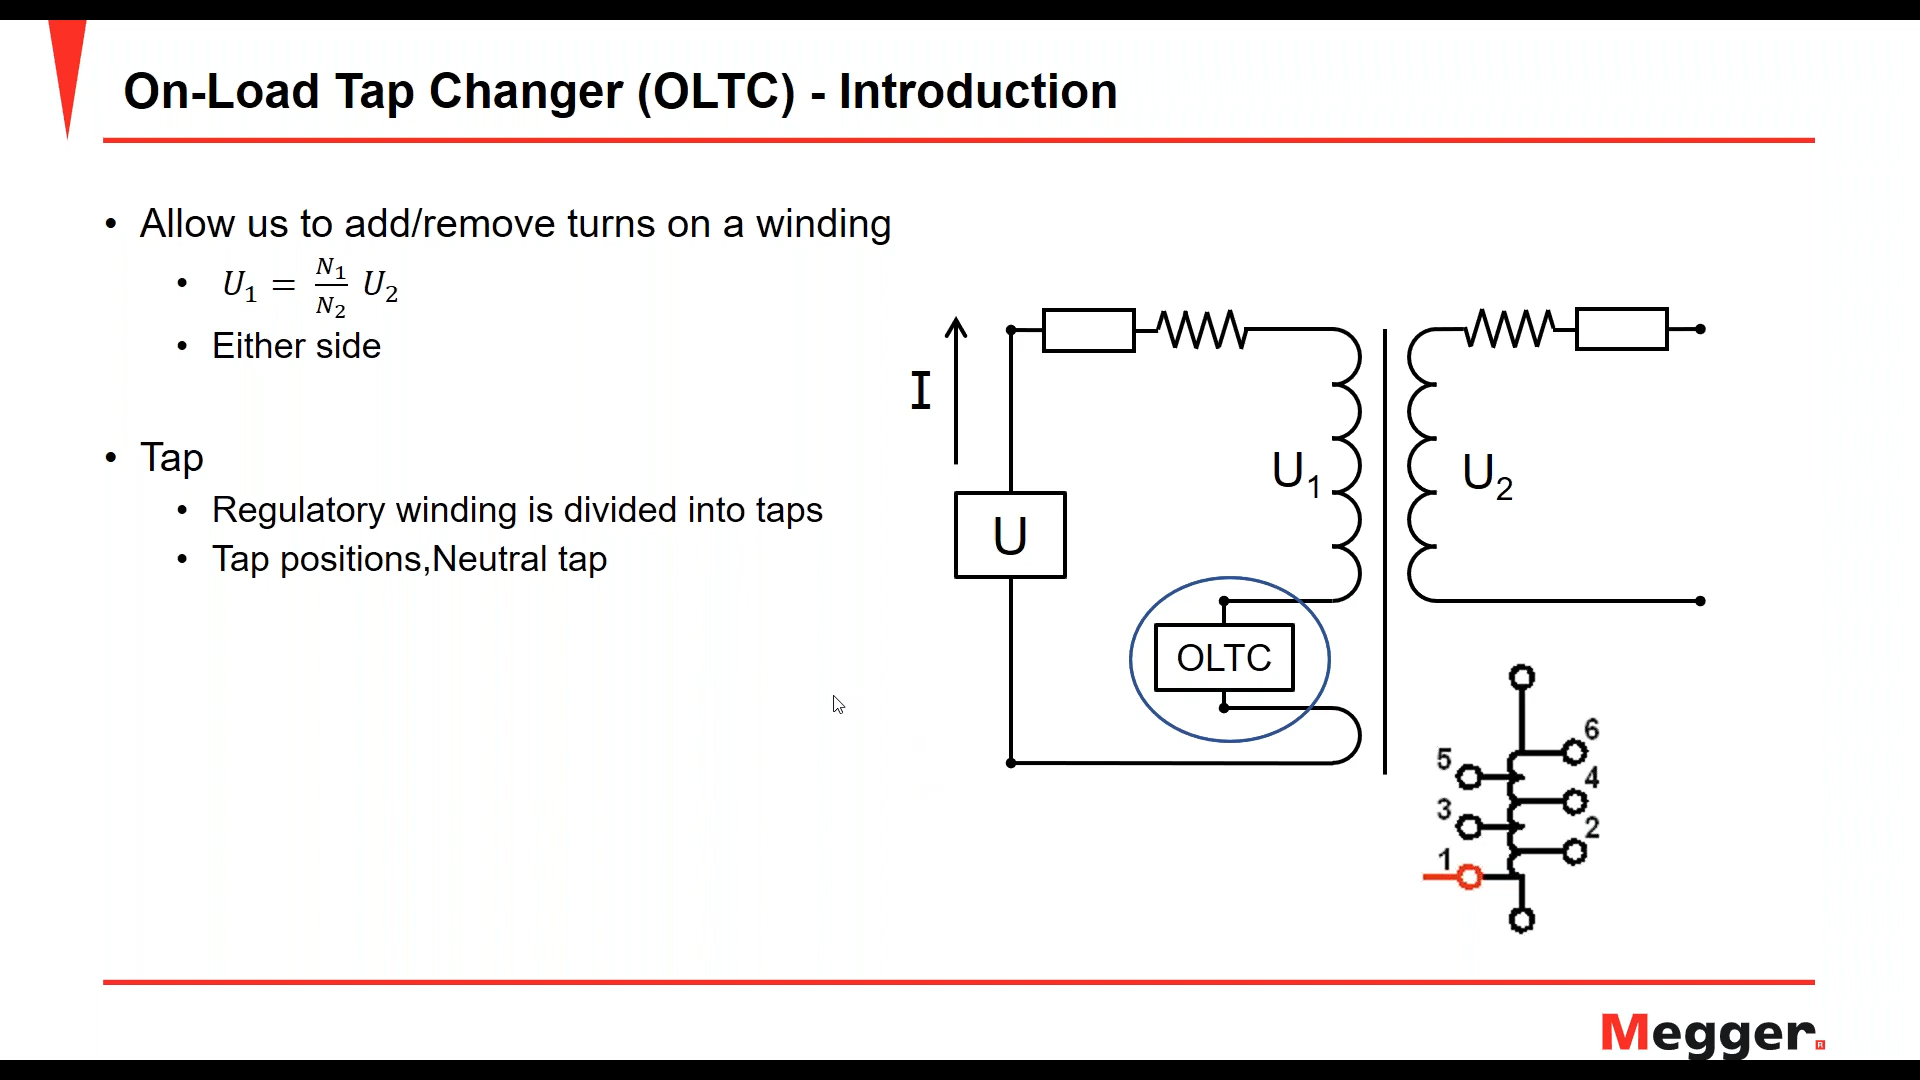 On-Load Tap Changer (OLTC) - Introduction
• Allow us to add/remove turns on a winding
• U₁ = N₁/N₂ U₂
• Either side
• Tap
• Regulatory winding is divided into taps
• Tap positions,Neutral tap
I
U
U₁
U₂
OLTC
6
5
4
3
2
1
Megger.